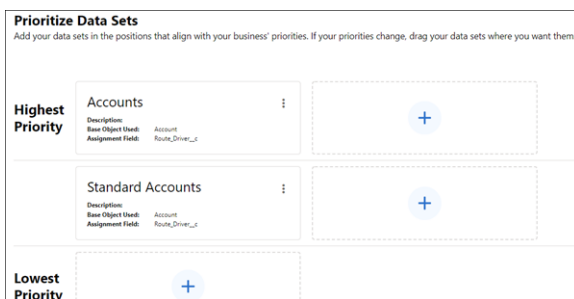 Prioritize Data Sets
Add your data sets in the positions that align with your business' priorities. If your priorities change, drag your data sets where you want them
Highest
Priority
Accounts
Description:
Base Object Used: Account
Assignment Field: Route_Driver__c
Standard Accounts
Description:
Base Object Used: Account
Assignment Field: Route_Driver__c
Lowest
Priority